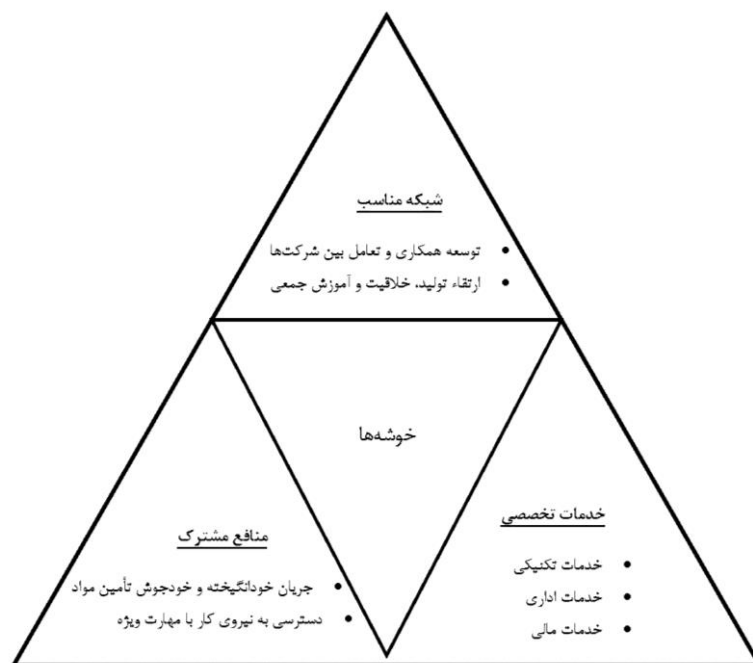 شبکه مناسب
• توسعه همکاری و تعامل بین شرکت‌ها
• ارتقاء تولید، خلاقیت و آموزش جمعی
خوشه‌ها
خدمات تخصصی
• خدمات تکنیکی
• خدمات اداری
• خدمات مالی
منافع مشترک
• جریان خودانگیخته و خودجوش تأمین مواد
• دسترسی به نیروی کار با مهارت ویژه